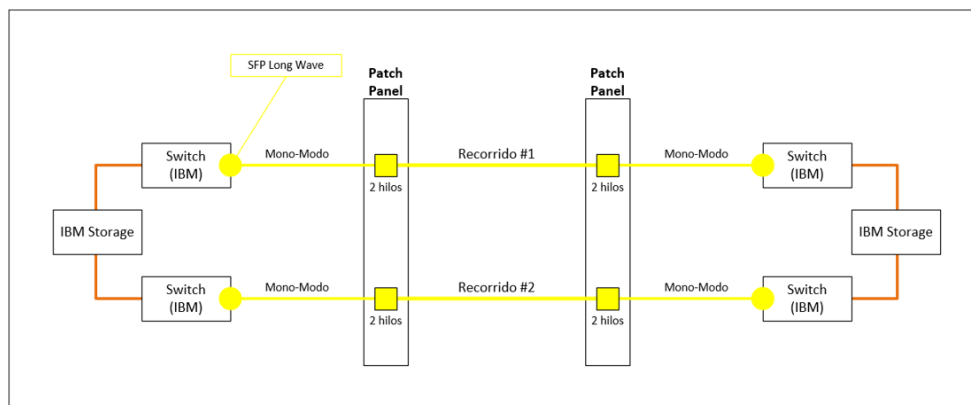 SFP Long Wave
Patch
Panel
Patch
Panel
Switch
(IBM)
Mono-Modo
Recorrido #1
Mono-Modo
Switch
(IBM)
2 hilos
2 hilos
IBM Storage
IBM Storage
Switch
(IBM)
Mono-Modo
Recorrido #2
Mono-Modo
Switch
(IBM)
2 hilos
2 hilos